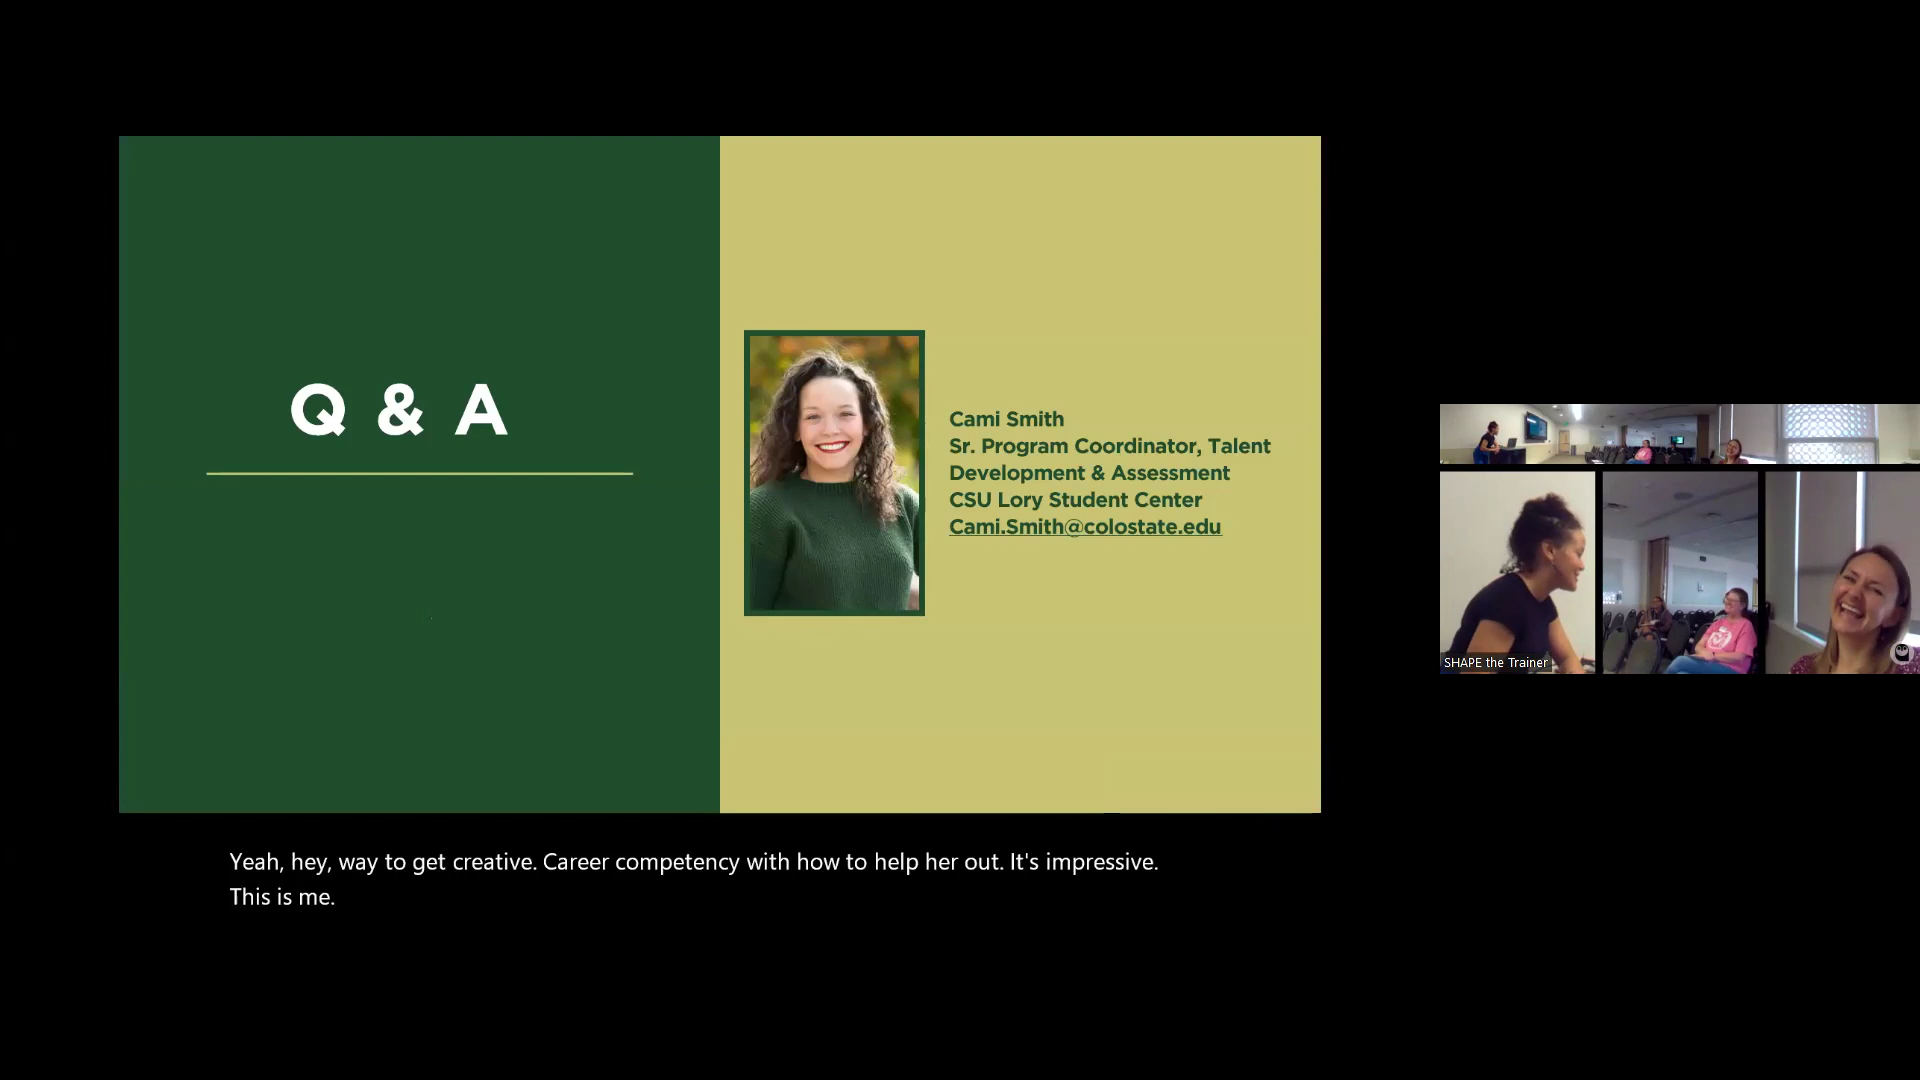 Q & A
Cami Smith
Sr. Program Coordinator, Talent
Development & Assessment
CSU Lory Student Center
Cami.Smith@colostate.edu
SHAPE the Trainer
Yeah, hey, way to get creative. Career competency with how to help her out. It's impressive.
This is me.